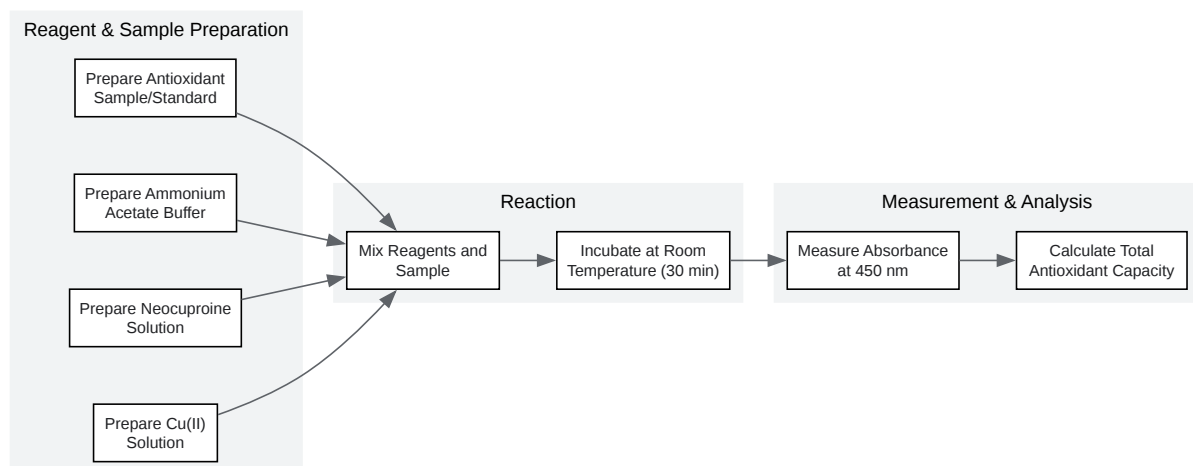 Reagent & Sample Preparation
Prepare Antioxidant
Sample/Standard
Prepare Ammonium
Acetate Buffer
Prepare Neocuproine
Solution
Prepare Cu(II)
Solution
Reaction
Mix Reagents and
Sample
Incubate at Room
Temperature (30 min)
Measurement & Analysis
Measure Absorbance
at 450 nm
Calculate Total
Antioxidant Capacity